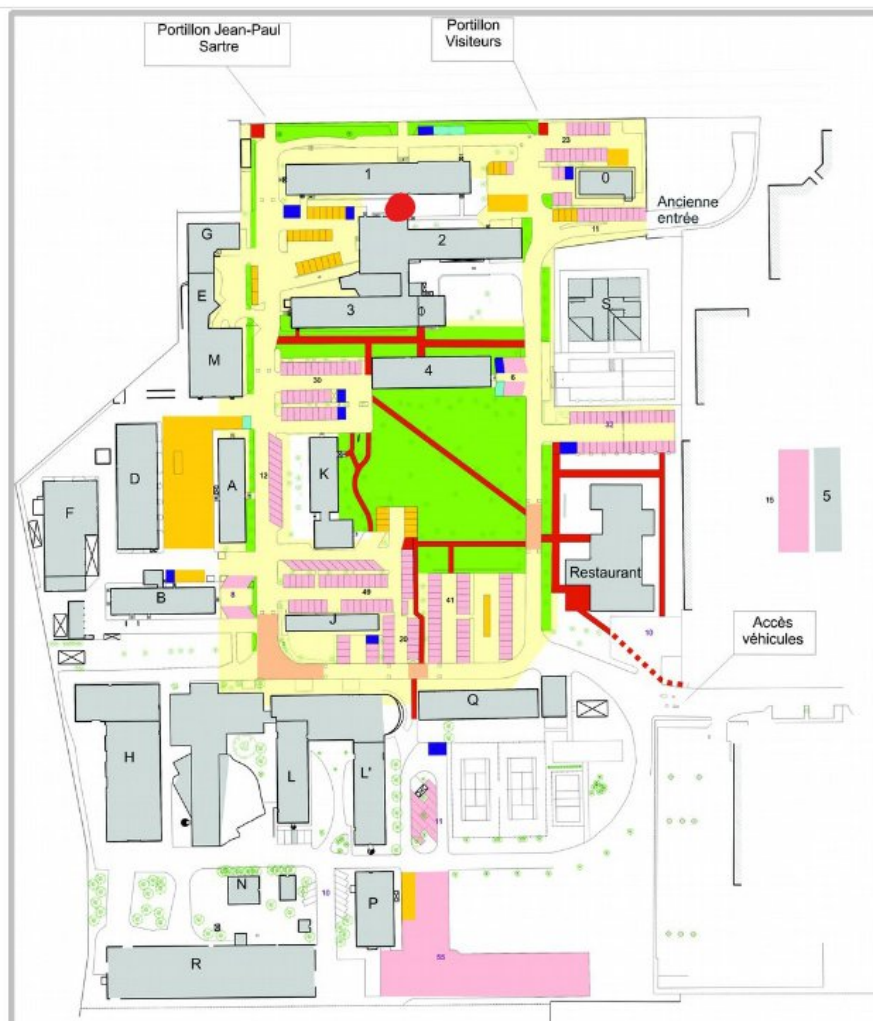 Portillon Jean-Paul
Sartre
Portillon
Visiteurs
23
1
0
Ancienne
entrée
11
G
2
E
3
S
M
4
30
6
32
12
K
D
A
15
5
F
Restaurant
8
B
49
41
J
20
10
Accès
véhicules
Q
H
L
L'
11
N
10
P
R
55